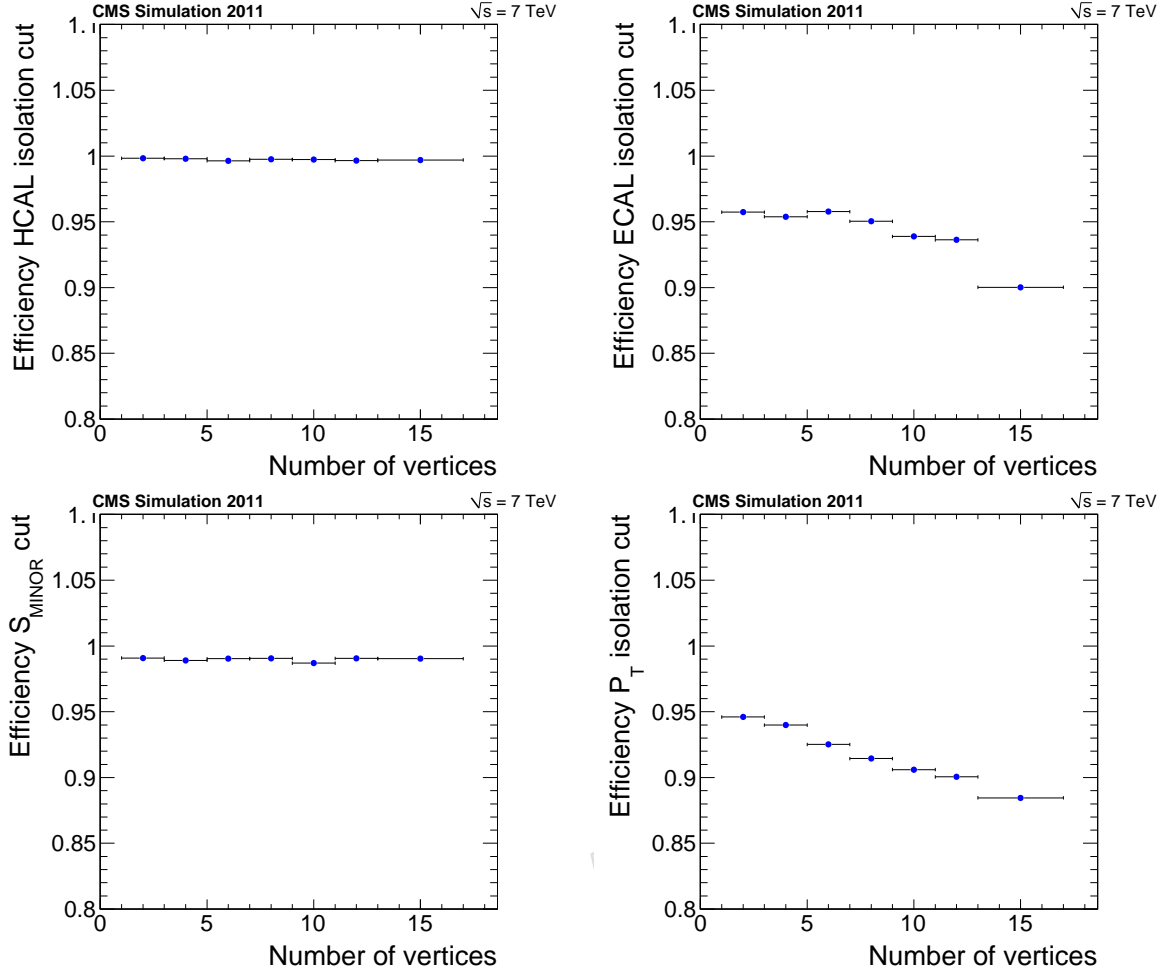 CMS Simulation 2011 √s = 7 TeV
Efficiency HCAL isolation cut
1.1
1.05
1
0.95
0.9
0.85
0.8
0 5 10 15
Number of vertices
CMS Simulation 2011 √s = 7 TeV
Efficiency ECAL isolation cut
1.1
1.05
1
0.95
0.9
0.85
0.8
0 5 10 15
Number of vertices
CMS Simulation 2011 √s = 7 TeV
Efficiency S_MINOR cut
1.1
1.05
1
0.95
0.9
0.85
0.8
0 5 10 15
Number of vertices
CMS Simulation 2011 √s = 7 TeV
Efficiency P_T isolation cut
1.1
1.05
1
0.95
0.9
0.85
0.8
0 5 10 15
Number of vertices